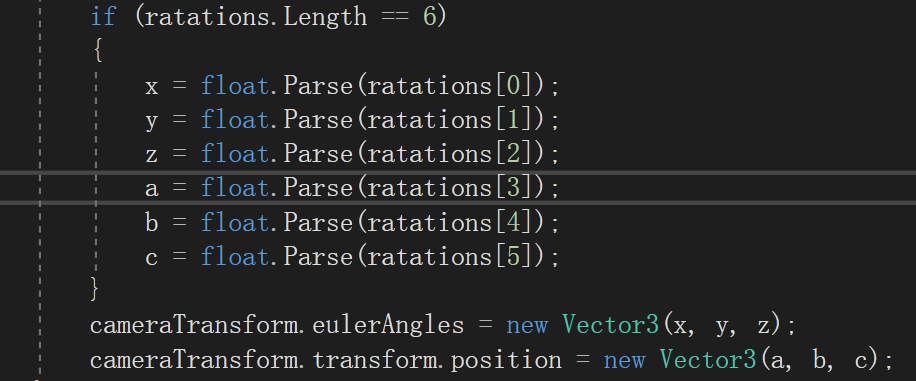 if (ratations.Length == 6)
{
x = float.Parse(ratations[0]);
y = float.Parse(ratations[1]);
z = float.Parse(ratations[2]);
a = float.Parse(ratations[3]);
b = float.Parse(ratations[4]);
c = float.Parse(ratations[5]);
}
cameraTransform.eulerAngles = new Vector3(x, y, z);
cameraTransform.transform.position = new Vector3(a, b, c);